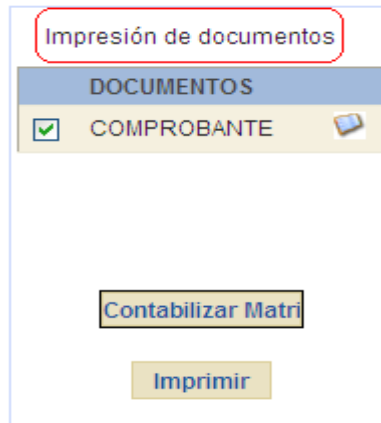 Impresión de documentos
DOCUMENTOS
COMPROBANTE
Contabilizar Matri
Imprimir